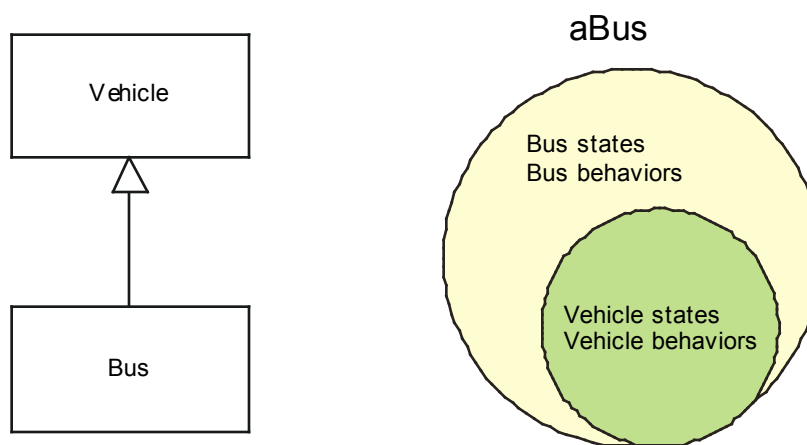 Vehicle
Bus
aBus
Bus states
Bus behaviors
Vehicle states
Vehicle behaviors